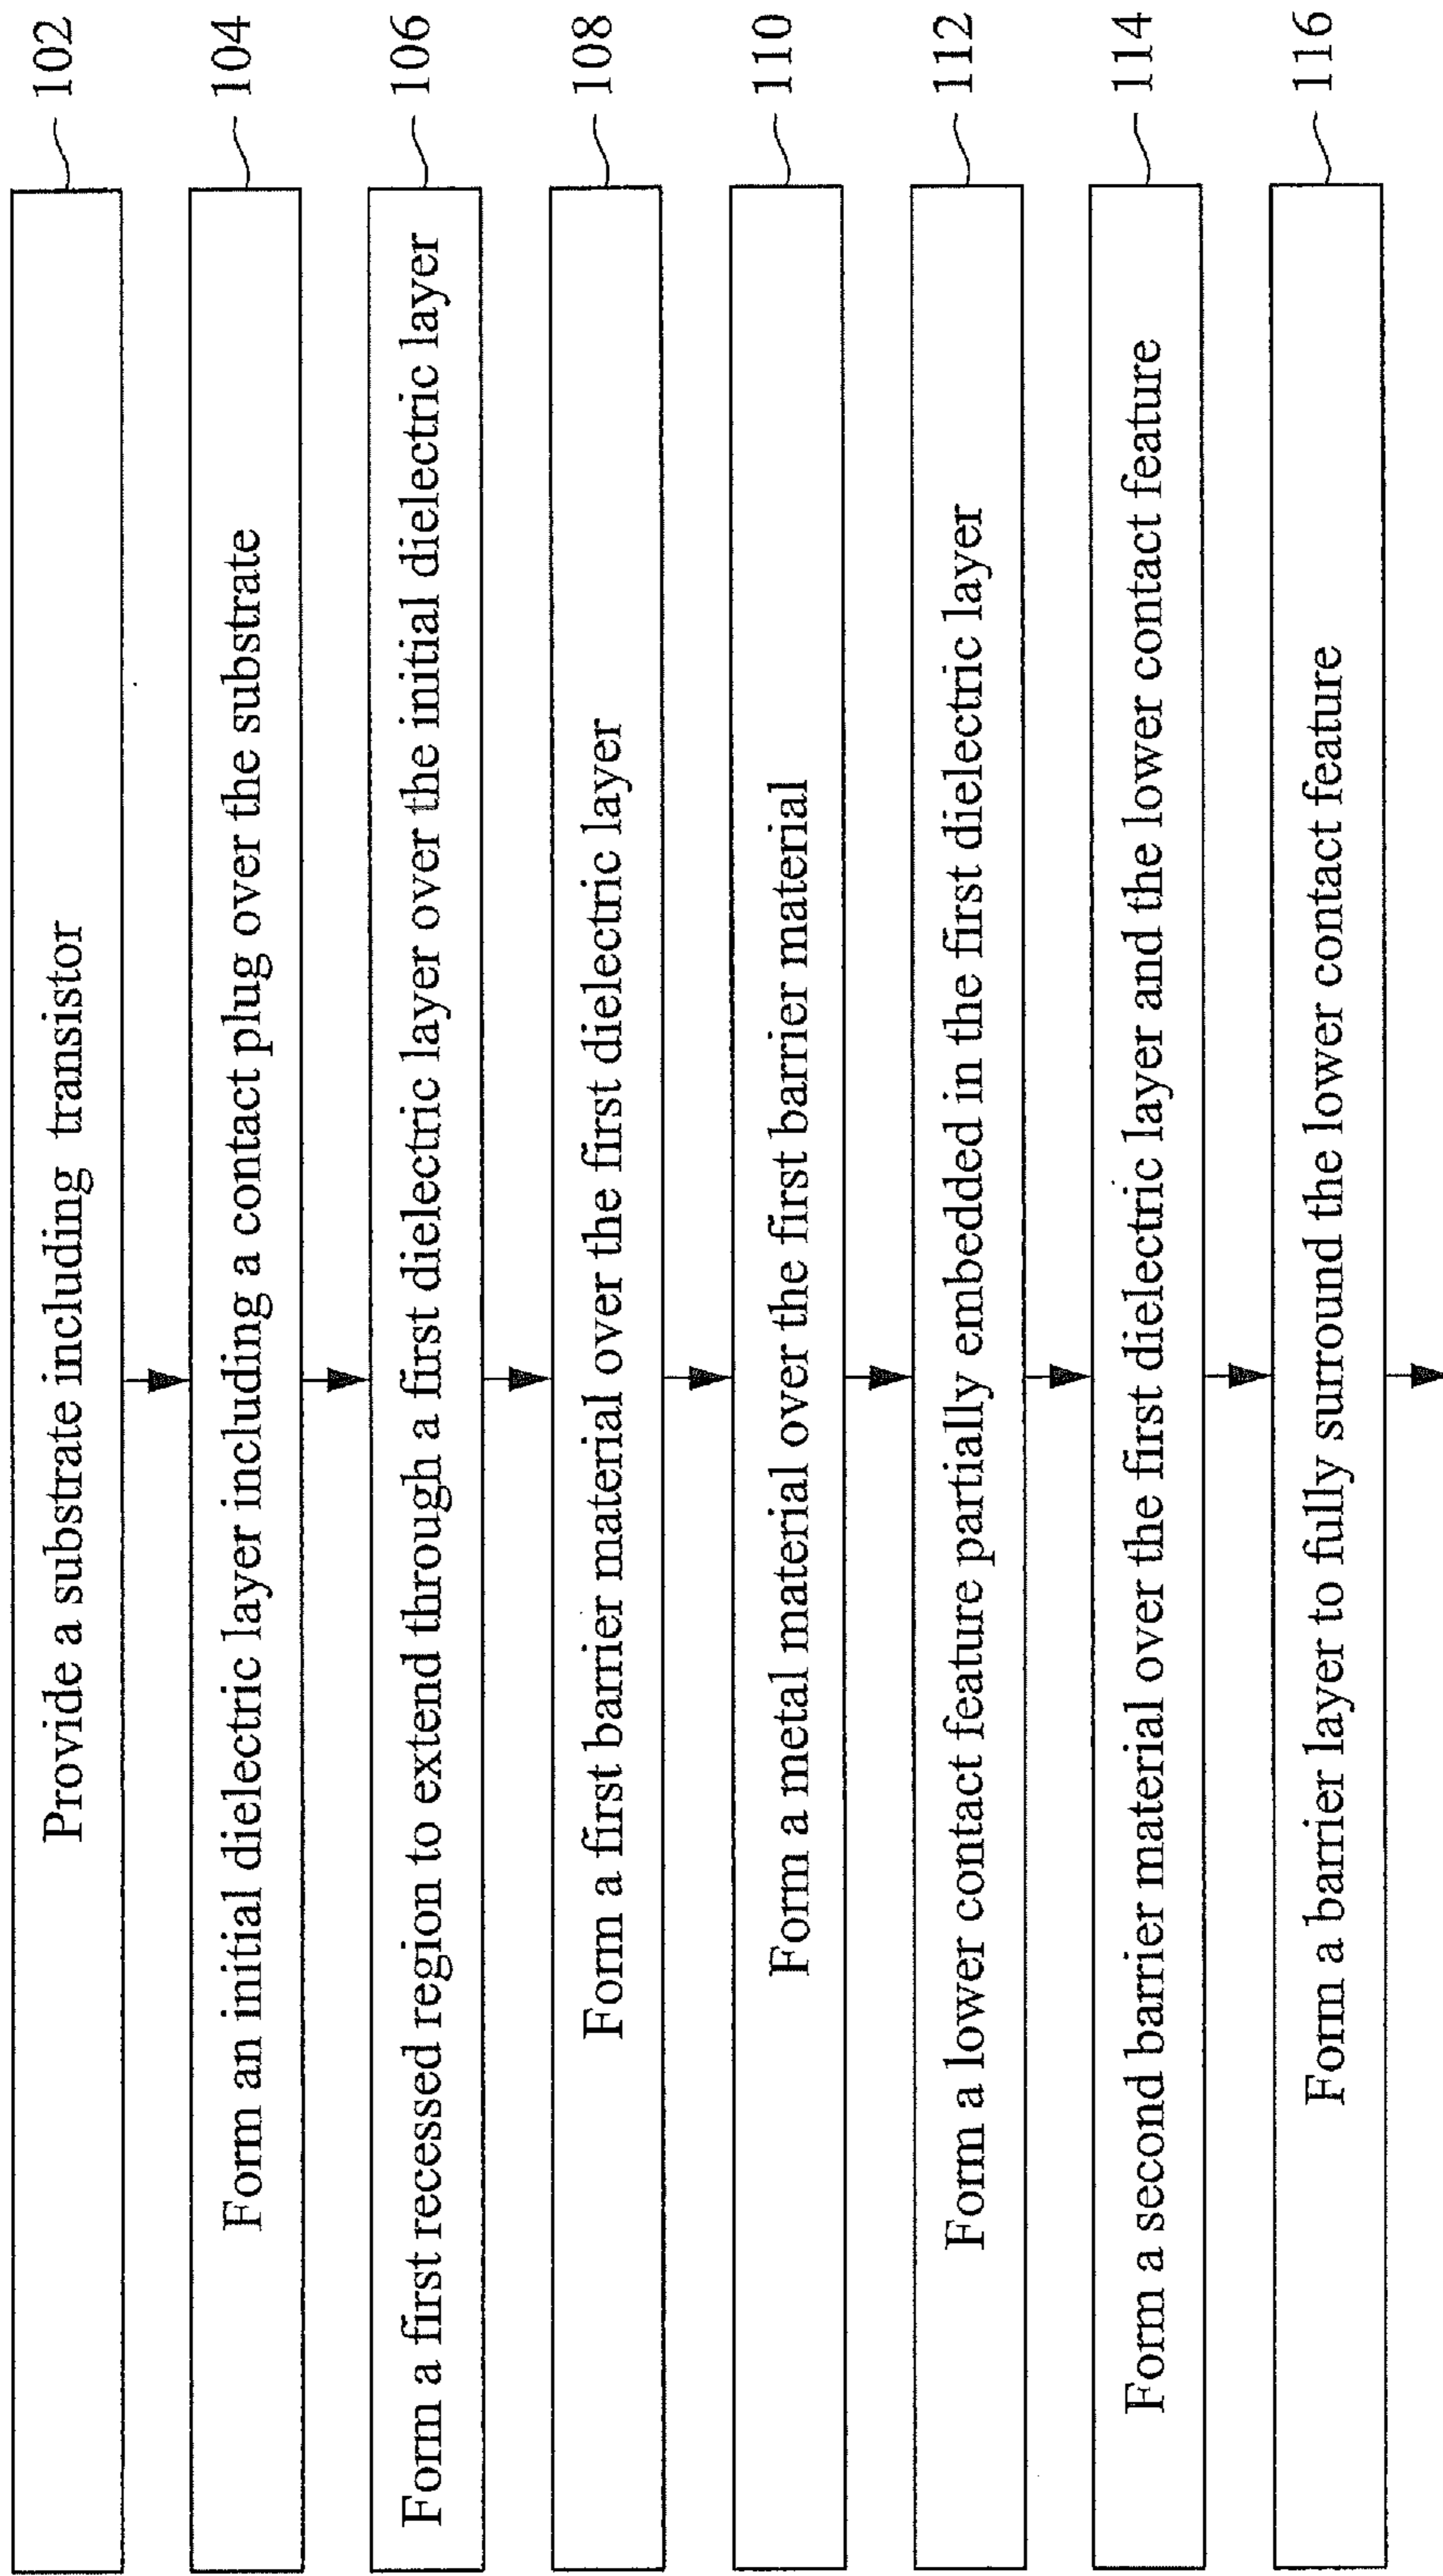 Provide a substrate including transistor
102
Form an initial dielectric layer including a contact plug over the substrate
104
Form a first recessed region to extend through a first dielectric layer over the initial dielectric layer
106
Form a first barrier material over the first dielectric layer
108
Form a metal material over the first barrier material
110
Form a lower contact feature partially embedded in the first dielectric layer
112
Form a second barrier material over the first dielectric layer and the lower contact feature
114
Form a barrier layer to fully surround the lower contact feature
116